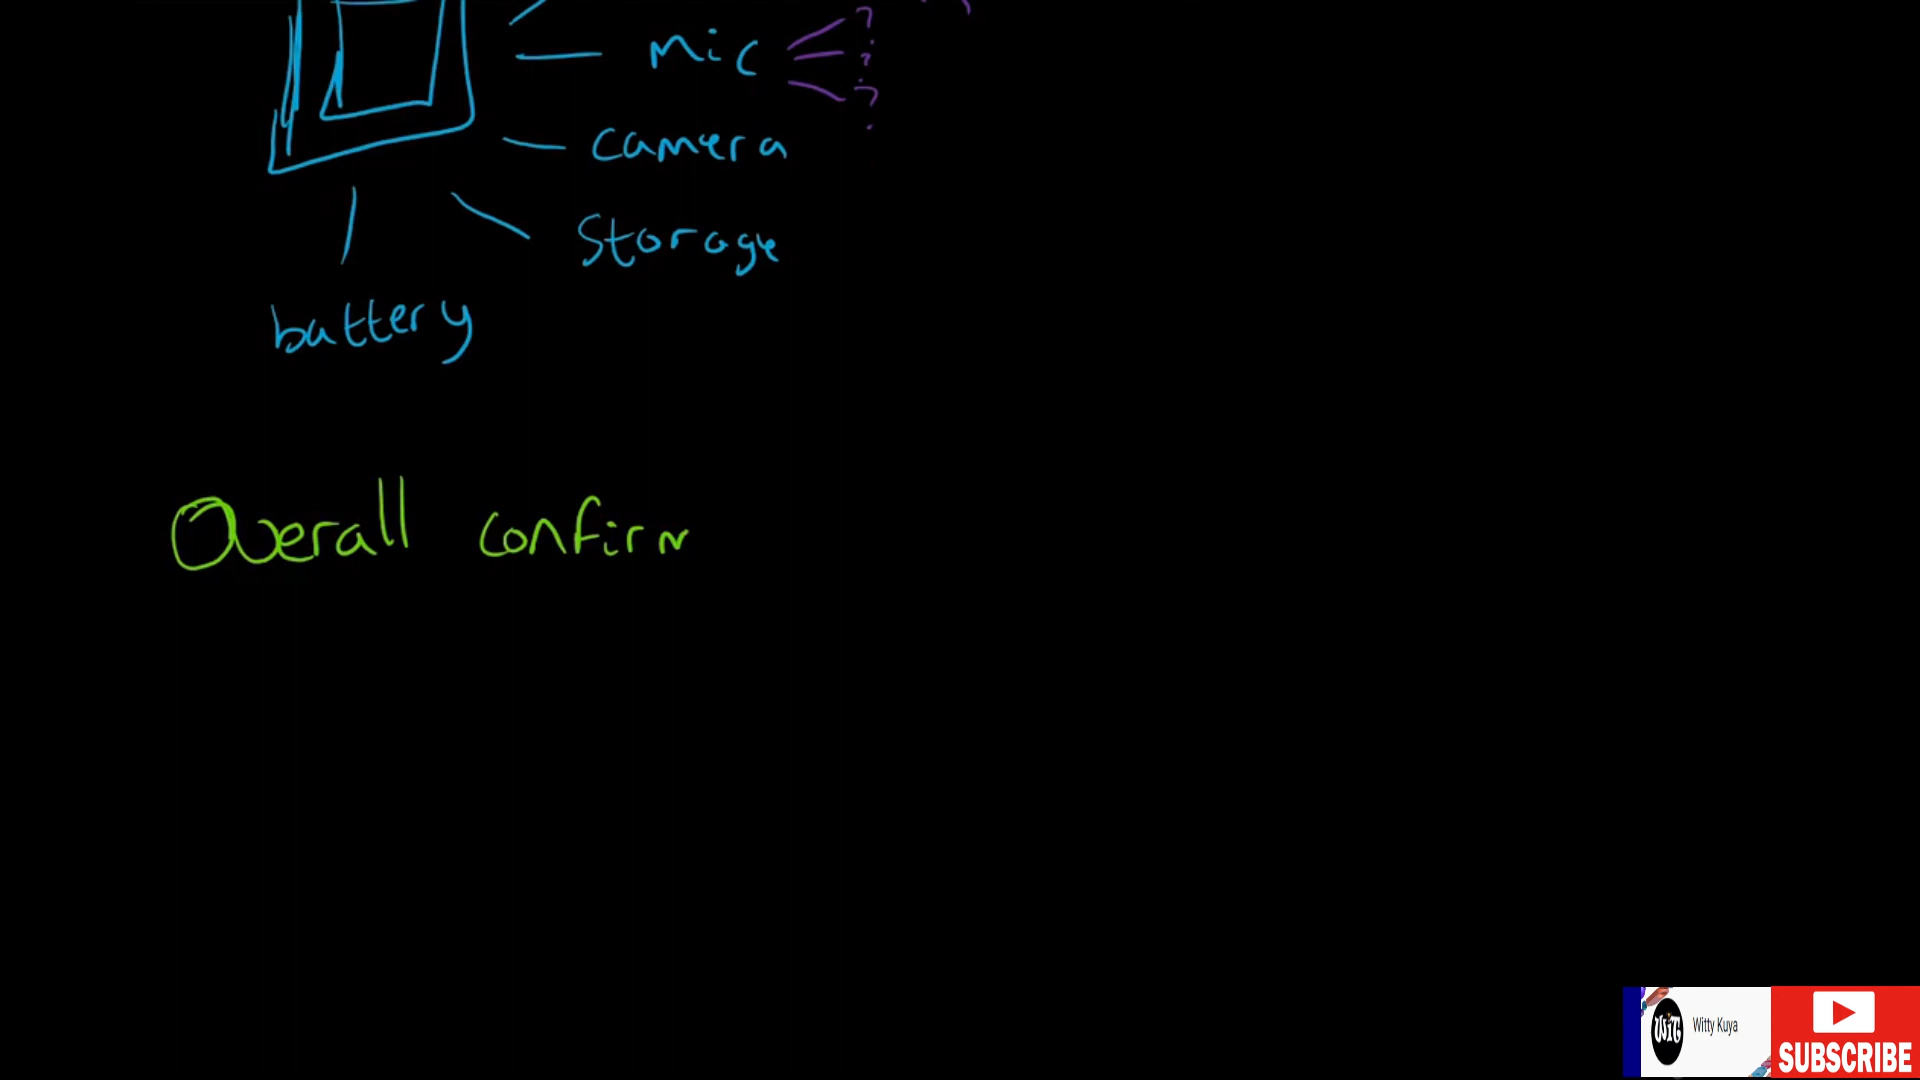 mic
?
?
?
camera
Storage
battery
Overall confirm
Witty Kuya
SUBSCRIBE